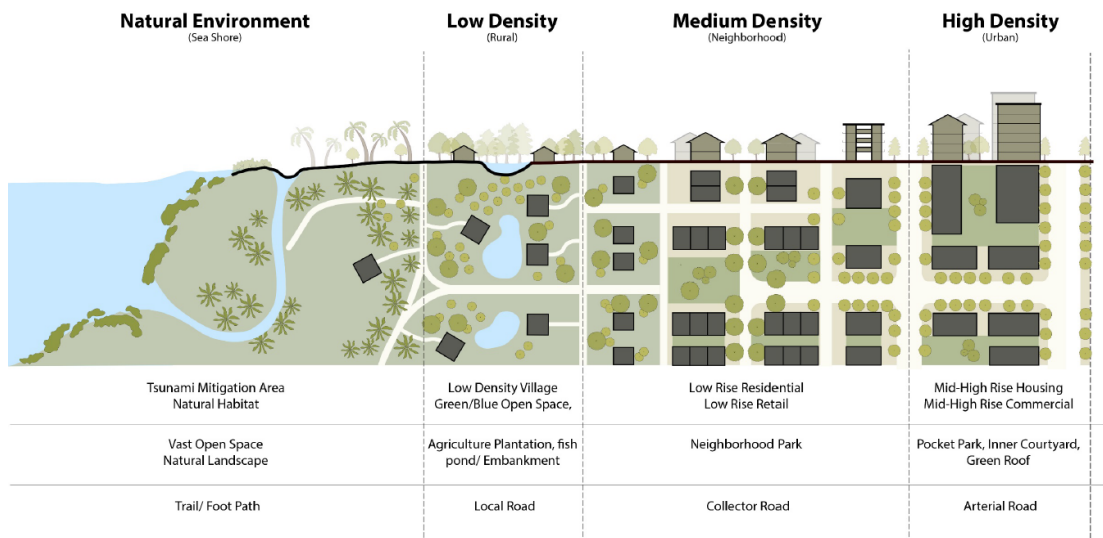 Natural Environment
(Sea Shore)
Low Density
(Rural)
Medium Density
(Neighborhood)
High Density
(Urban)
Tsunami Mitigation Area
Natural Habitat
Low Density Village
Green/Blue Open Space,
Low Rise Residential
Low Rise Retail
Mid-High Rise Housing
Mid-High Rise Commercial
Vast Open Space
Natural Landscape
Agriculture Plantation, fish
pond/ Embankment
Neighborhood Park
Pocket Park, Inner Courtyard,
Green Roof
Trail/ Foot Path
Local Road
Collector Road
Arterial Road